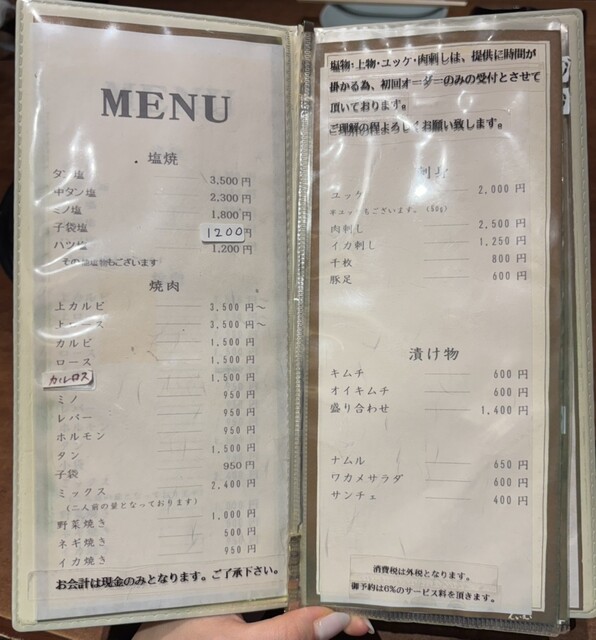 MENU
塩焼
タン塩 3,500円
中タン塩 2,300円
ミノ塩 1,800円
子袋塩 1200円
ハツ塩 1,200円
その他塩物もございます
焼肉
上カルビ 3,500円～
上ロース 3,500円～
カルビ 1,500円
ロース 1,500円
カルロス 1,500円
ミノ 950円
レバー 950円
ホルモン 950円
タン 1,500円
子袋 950円
ミックス 2,400円
（二人前の量となっております）
野菜焼き 1,000円
ネギ焼き 500円
イカ焼き 950円
お会計は現金のみとなります。ご了承下さい。
塩物・上物・ユッケ・肉刺しは、提供に時間が
掛かる為、初回オーダーのみの受付とさせて
頂いております。
ご理解の程よろしくお願い致します。
刺身
ユッケ 2,000円
もございます。(50g)
肉刺し 2,500円
イカ刺し 1,250円
千枚 800円
豚足 600円
漬け物
キムチ 600円
オイキムチ 600円
盛り合わせ 1,400円
ナムル 650円
ワカメサラダ 600円
サンチェ 400円
消費税は外税となります。
御予約は6%のサービス料を頂きます。